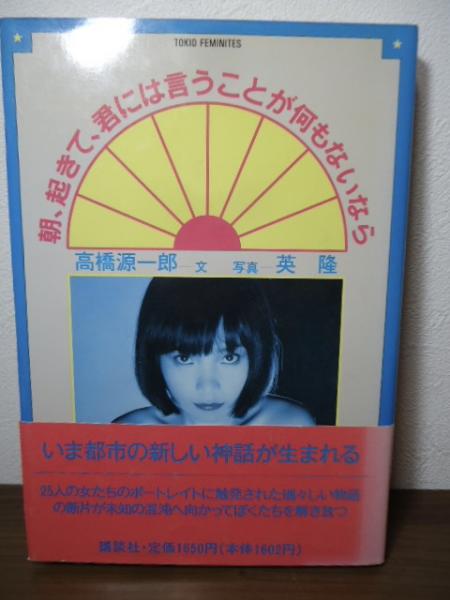 TOKIO FEMINITES
朝、起きて、君には言うことが何もないなら
高橋源一郎―文 写真―英 隆
いま都市の新しい神話が生まれる
25人の女たちのポートレイトに触発された瑞々しい物語
の断片が未知の混沌へ向かってぼくたちを解き放つ
講談社・定価1650円(本体1602円)